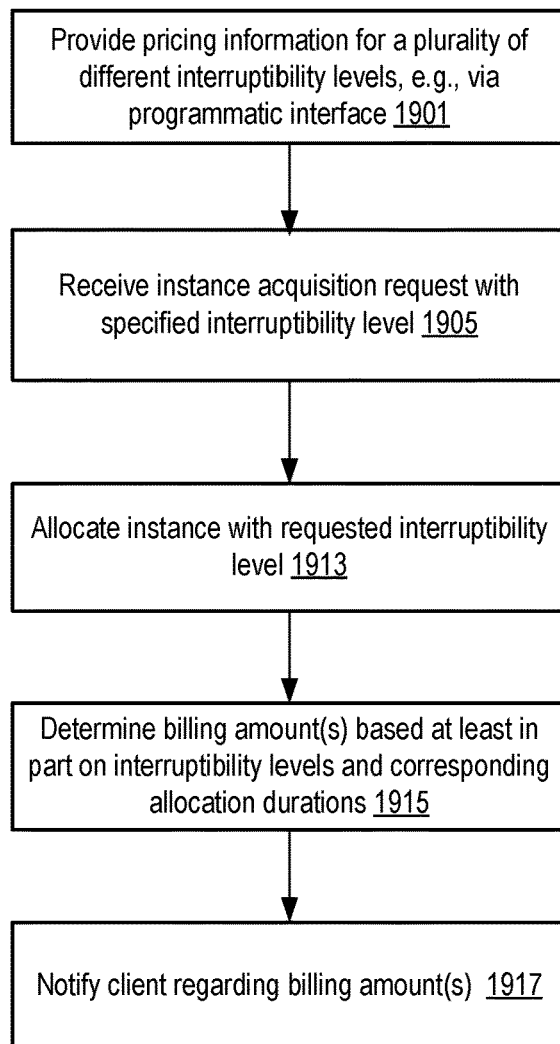 Provide pricing information for a plurality of
different interruptibility levels, e.g., via
programmatic interface 1901
Receive instance acquisition request with
specified interruptibility level 1905
Allocate instance with requested interruptibility
level 1913
Determine billing amount(s) based at least in
part on interruptibility levels and corresponding
allocation durations 1915
Notify client regarding billing amount(s) 1917